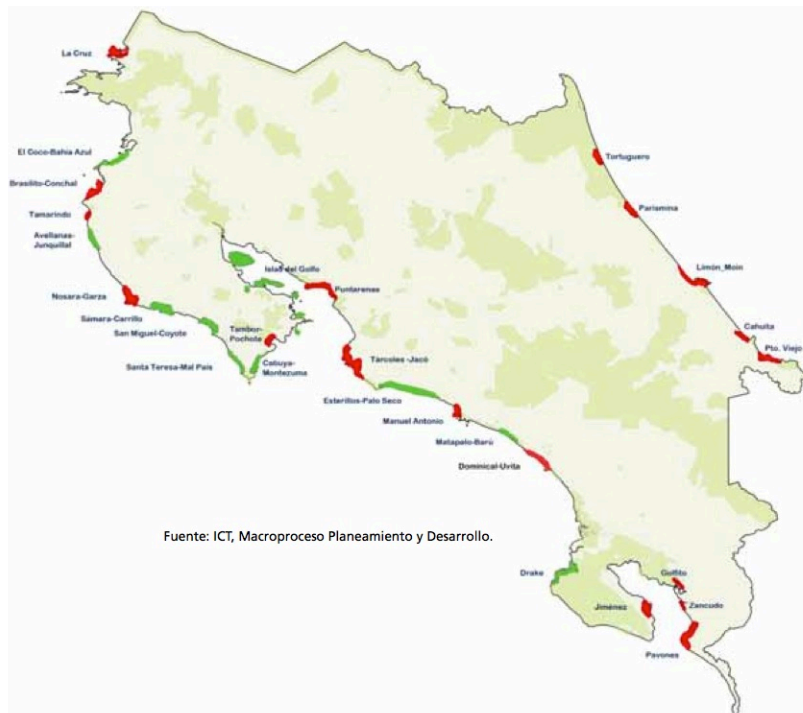 La Cruz
El Coco-Bahía Azul
Brasilito-Conchal
Tamarindo
Avellanas-
Junquillal
Nosara-Garza
Sámara-Carrillo
San Miguel-Coyote
Santa Teresa-Mal País
Islas del Golfo
Puntarenas
Tambor-
Pochote
Cabuya-
Montezuma
Tárcoles -Jacó
Esterillos-Palo Seco
Manuel Antonio
Matapalo-Barú
Dominical-Uvita
Tortuguero
Parismina
Limón_Moín
Cahuita
Pto. Viejo
Fuente: ICT, Macroproceso Planeamiento y Desarrollo.
Drake
Golfito
Jiménez
Zancudo
Pavones